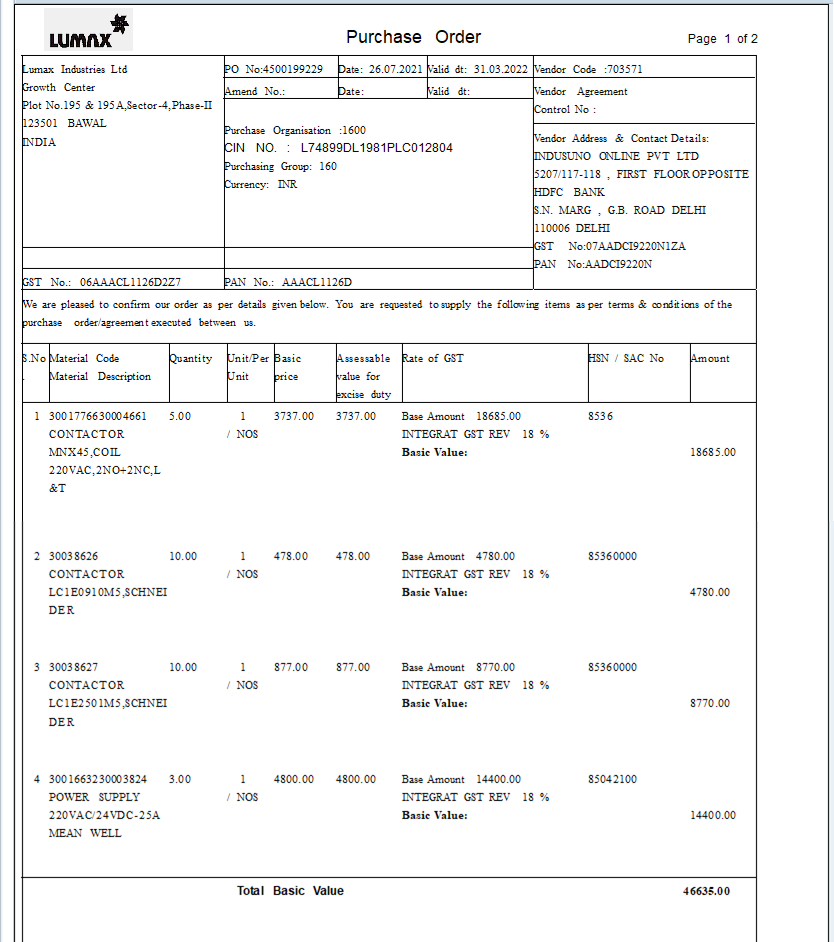 LUMAX
Purchase Order
Page 1 of 2
Lumax Industries Ltd
Growth Center
Plot No.195 & 195A,Sector-4,Phase-II
123501 BAWAL
INDIA
PO No:4500199229 Date: 26.07.2021 Valid dt: 31.03.2022
Amend No.: Date: Valid dt:
Purchase Organisation :1600
CIN NO. : L74899DL1981PLC012804
Purchasing Group: 160
Currency: INR
Vendor Code :703571
Vendor Agreement
Control No :
Vendor Address & Contact Details:
INDUSUNO ONLINE PVT LTD
5207/117-118 , FIRST FLOOR OPPOSITE
HDFC BANK
S.N. MARG , G.B. ROAD DELHI
110006 DELHI
GST No:07AADCI9220N1ZA
PAN No:AADCI9220N
GST No.: 06AAACL1126D2Z7 PAN No.: AAACL1126D
We are pleased to confirm our order as per details given below. You are requested to supply the following items as per terms & conditions of the
purchase order/agreement executed between us.
S.No Material Code Quantity Unit/Per Basic Assessable Rate of GST HSN / SAC No Amount
. Material Description Unit price value for
excise duty
1 3001776630004661 5.00 1 3737.00 3737.00 Base Amount 18685.00 8536
CONTACTOR / NOS INTEGRAT GST REV 18 %
MNX45,COIL Basic Value: 18685.00
220VAC,2NO+2NC,L
&T
2 30038626 10.00 1 478.00 478.00 Base Amount 4780.00 85360000
CONTACTOR / NOS INTEGRAT GST REV 18 %
LC1E0910M5,SCHNEI Basic Value: 4780.00
DER
3 30038627 10.00 1 877.00 877.00 Base Amount 8770.00 85360000
CONTACTOR / NOS INTEGRAT GST REV 18 %
LC1E2501M5,SCHNEI Basic Value: 8770.00
DER
4 3001663230003824 3.00 1 4800.00 4800.00 Base Amount 14400.00 85042100
POWER SUPPLY / NOS INTEGRAT GST REV 18 %
220VAC/24VDC-25A Basic Value: 14400.00
MEAN WELL
Total Basic Value 46635.00